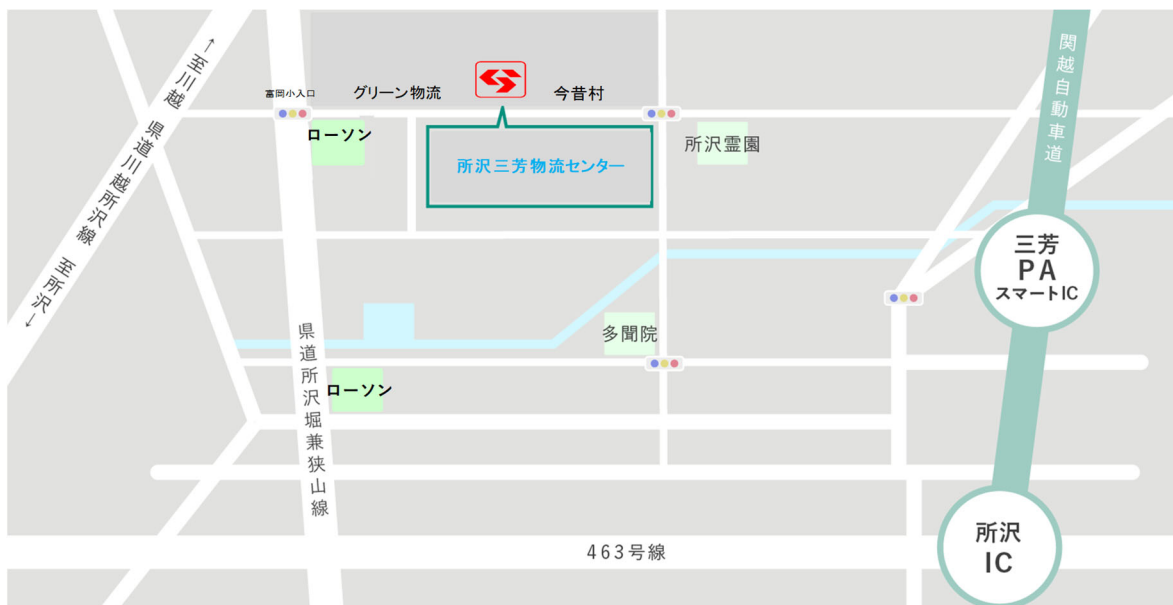 関越自動車道
←至川越 県道川越所沢線 至所沢→
富岡小入口
グリーン物流
今昔村
ローソン
所沢三芳物流センター
所沢霊園
三芳
PA
スマートIC
県道所沢堀兼狭山線
多聞院
ローソン
所沢
IC
463号線